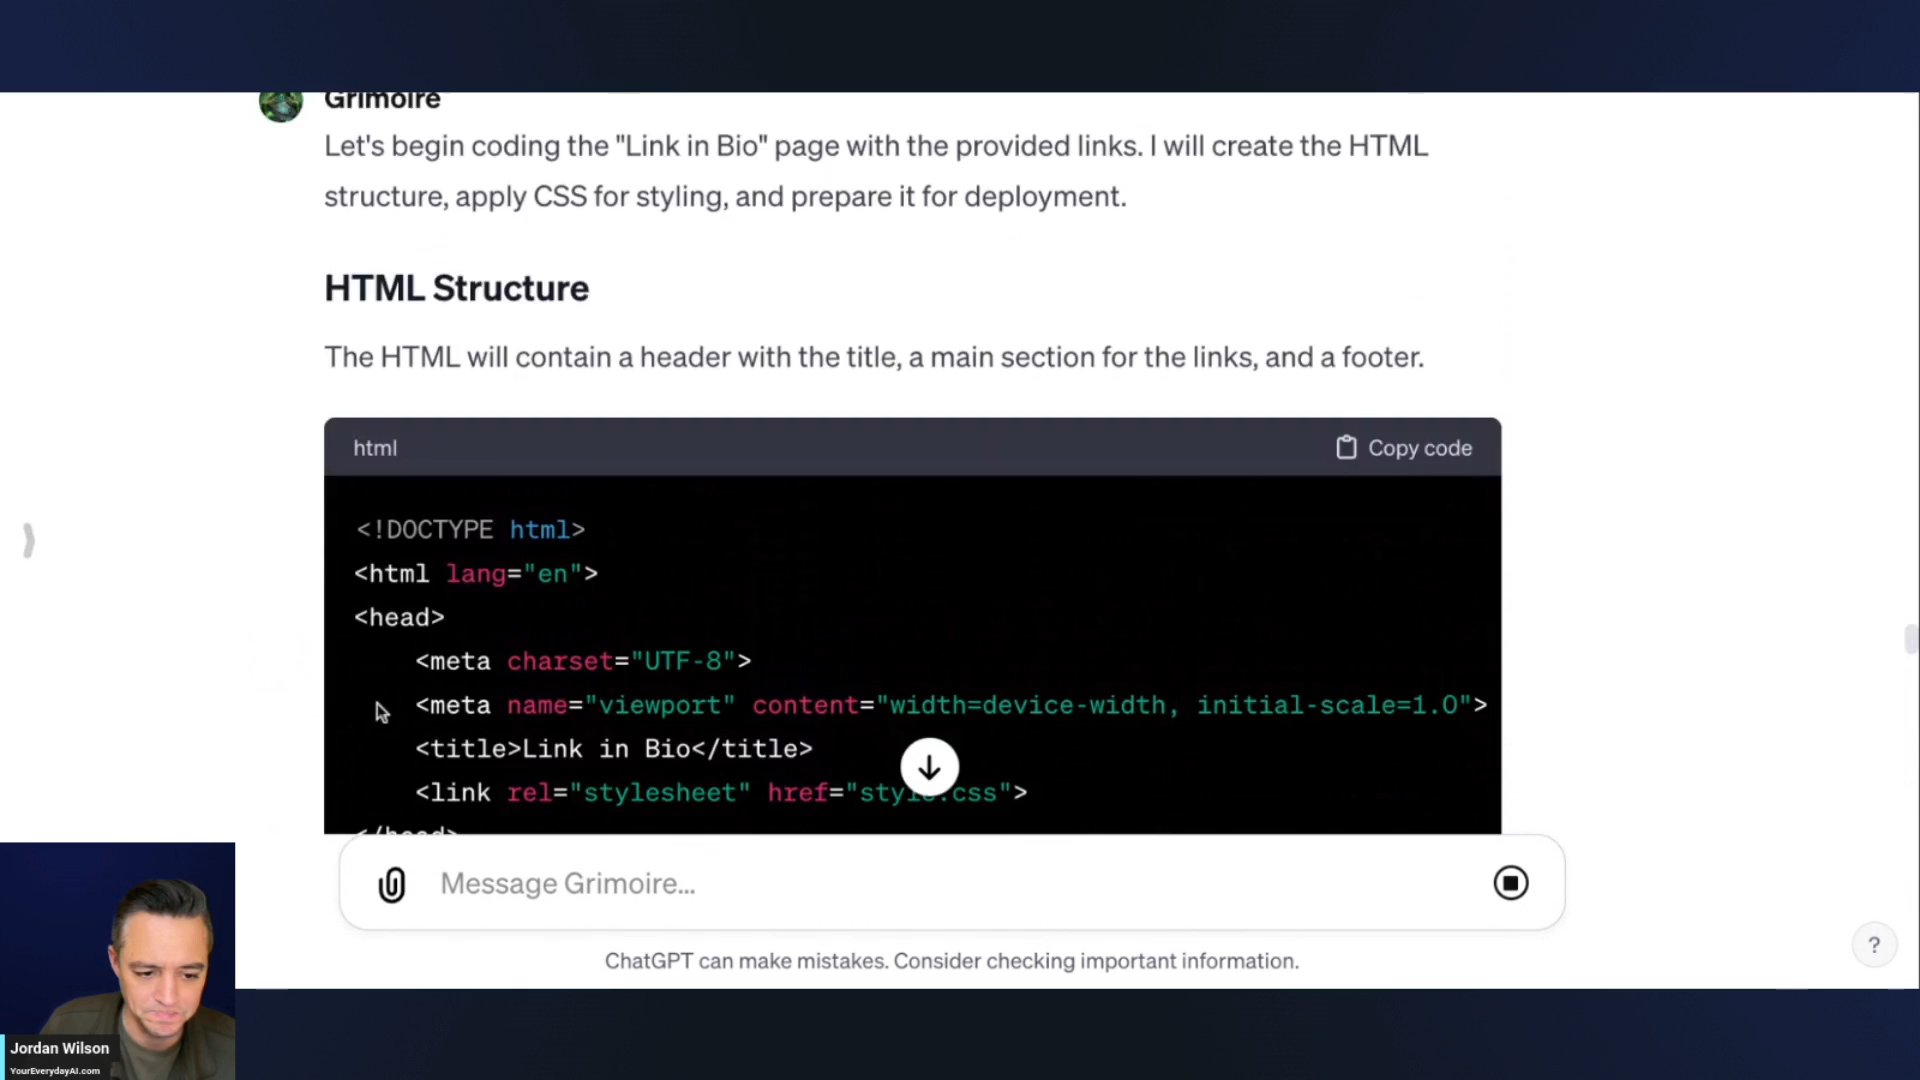 Grimoire
Let's begin coding the "Link in Bio" page with the provided links. I will create the HTML
structure, apply CSS for styling, and prepare it for deployment.
HTML Structure
The HTML will contain a header with the title, a main section for the links, and a footer.
html
Copy code
<!DOCTYPE html>
<html lang="en">
<head>
<meta charset="UTF-8">
<meta name="viewport" content="width=device-width, initial-scale=1.0">
<title>Link in Bio</title>
<link rel="stylesheet" href="style.css">
</head>
Message Grimoire...
ChatGPT can make mistakes. Consider checking important information.
?
Jordan Wilson
YourEverydayAI.com